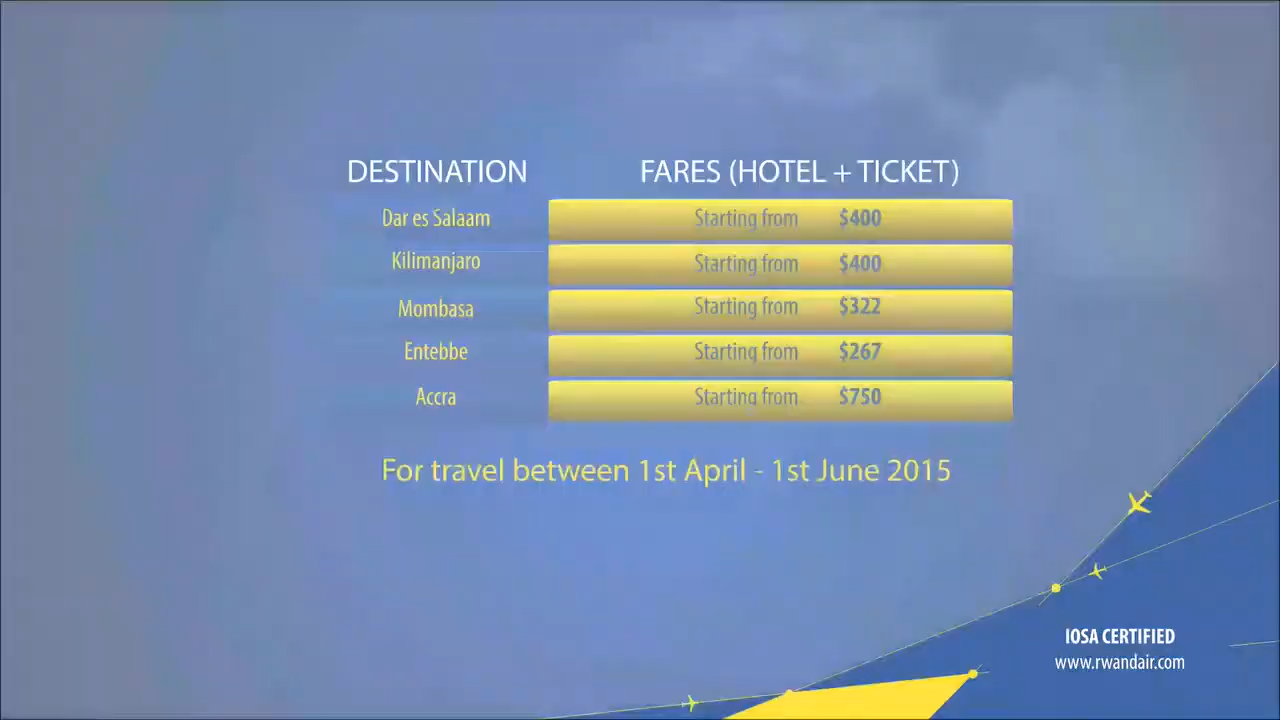 DESTINATION FARES (HOTEL + TICKET)
Dar es Salaam Starting from $400
Kilimanjaro Starting from $400
Mombasa Starting from $322
Entebbe Starting from $267
Accra Starting from $750
For travel between 1st April - 1st June 2015
IOSA CERTIFIED
www.rwandair.com